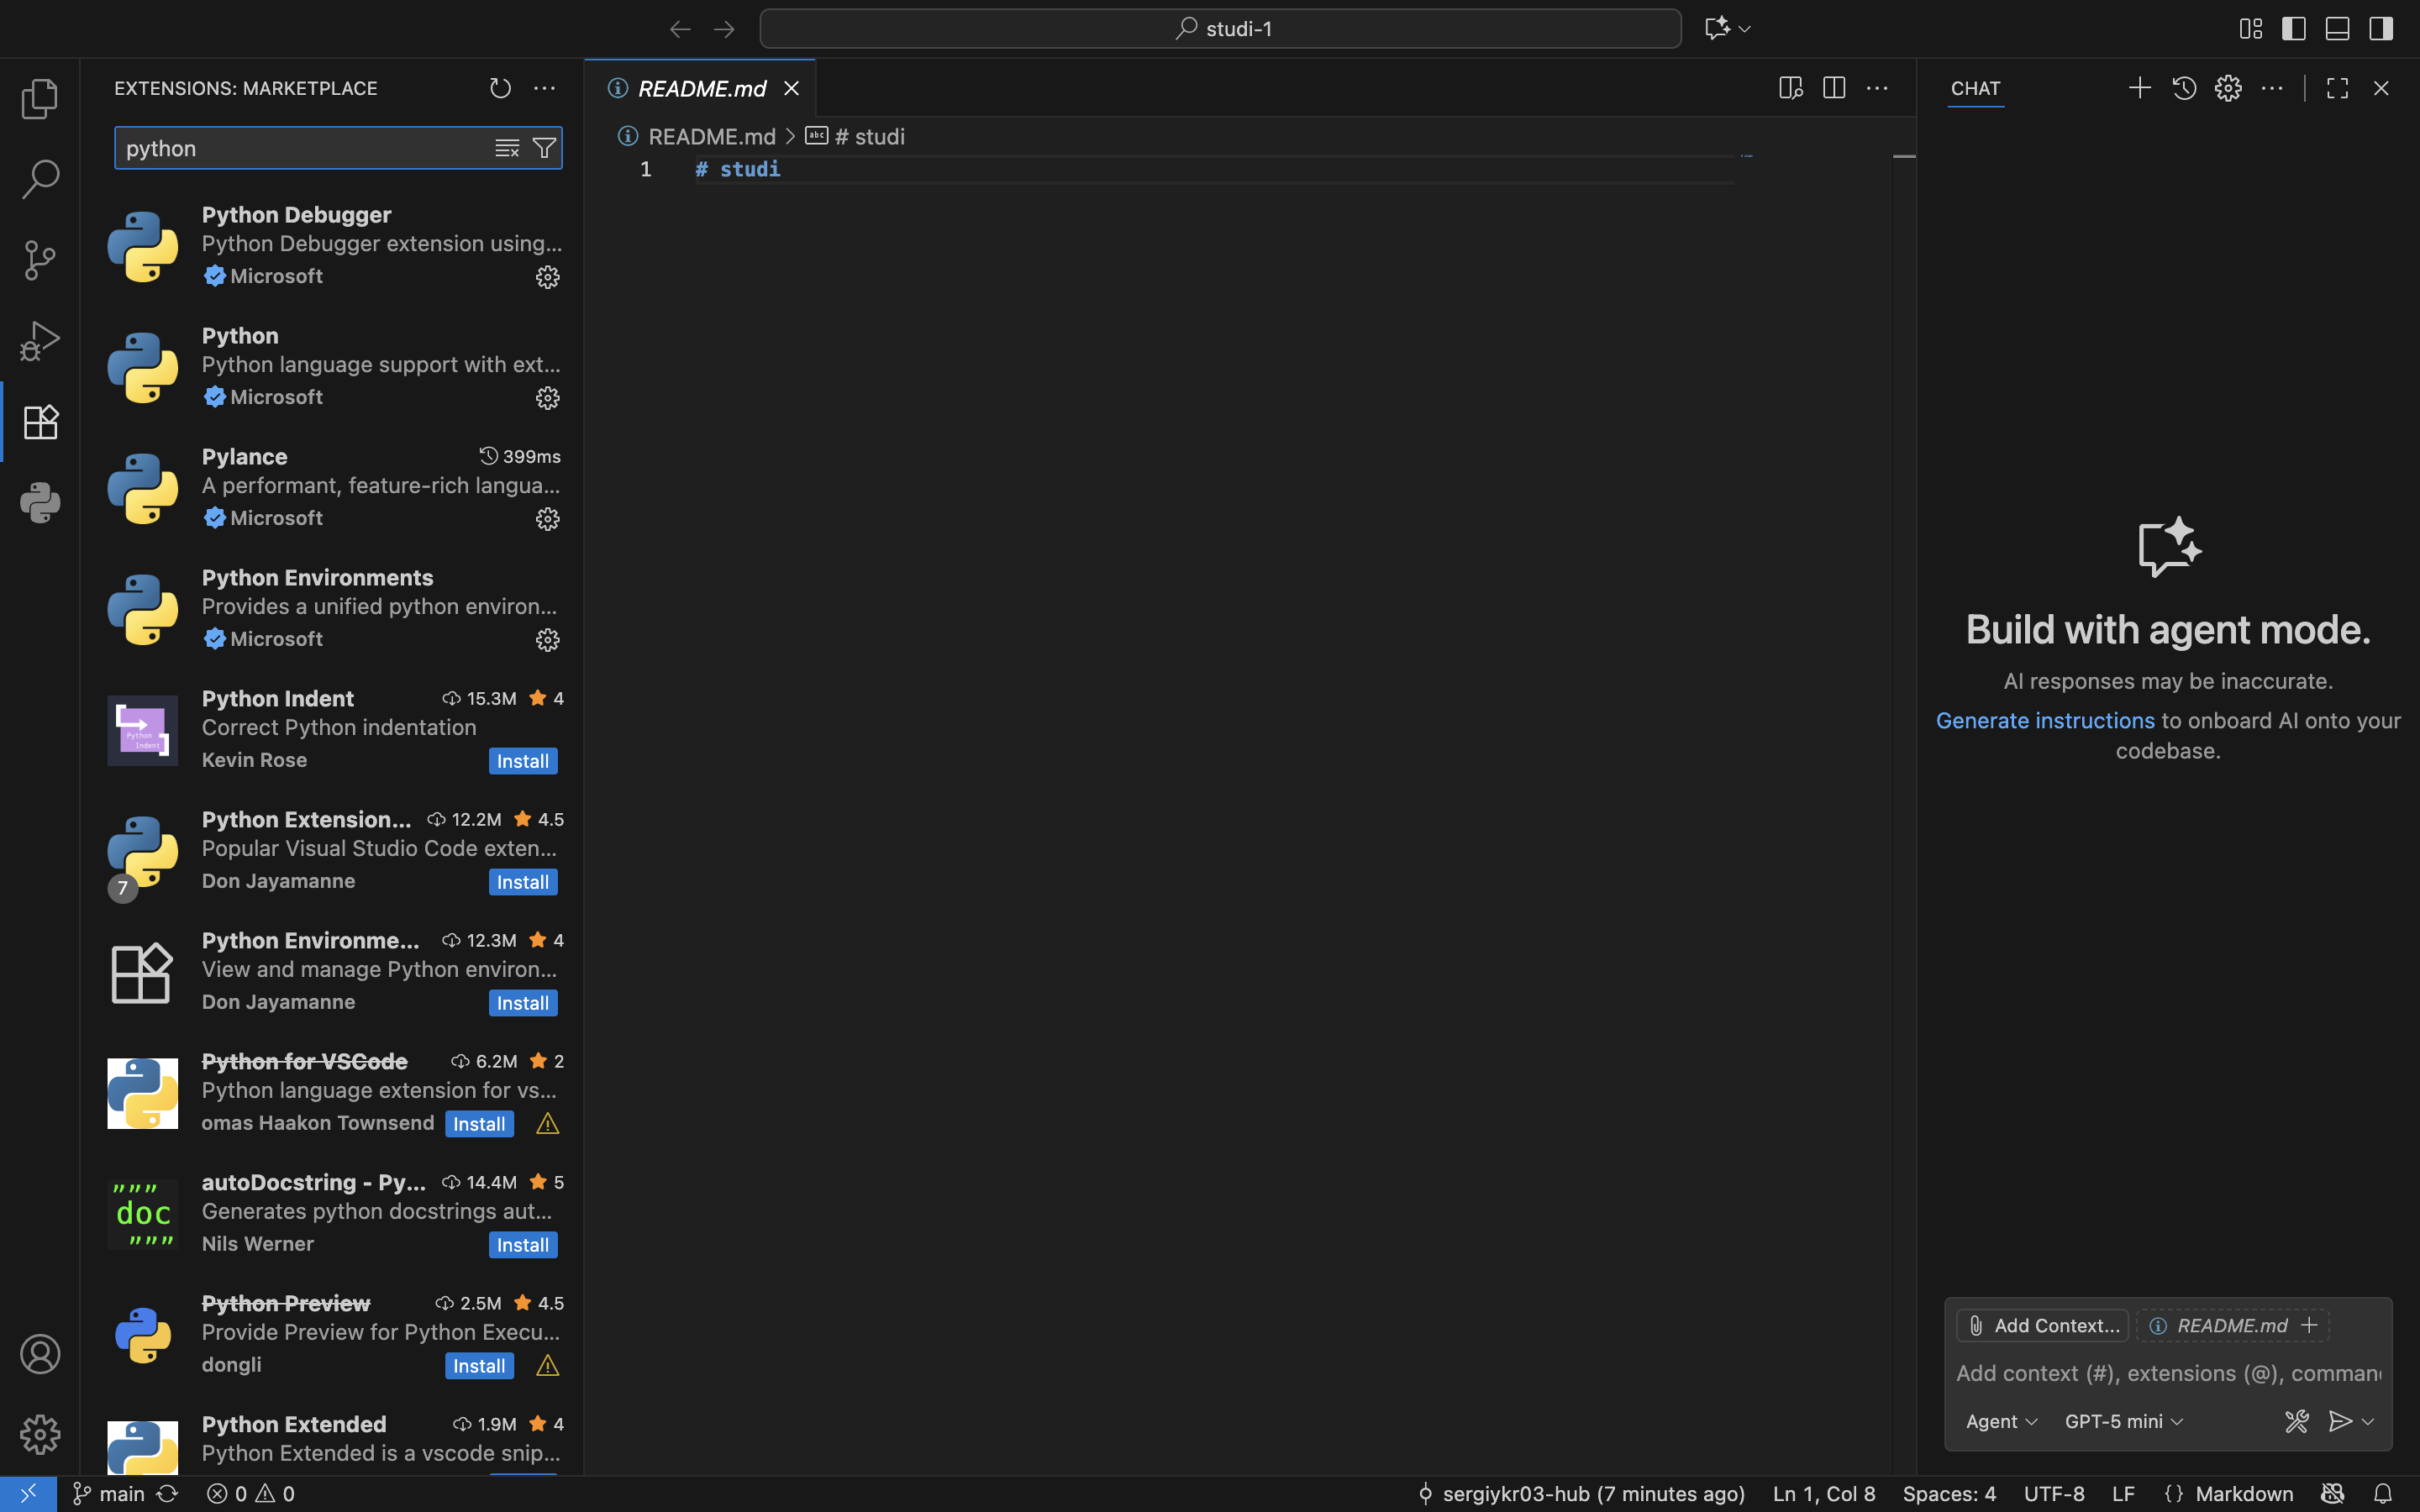 studi-1
EXTENSIONS: MARKETPLACE
python
Python Debugger
Python Debugger extension using...
Microsoft
Python
Python language support with ext...
Microsoft
Pylance 399ms
A performant, feature-rich langua...
Microsoft
Python Environments
Provides a unified python environ...
Microsoft
Python Indent 15.3M 4
Python
Indent
Correct Python indentation
Kevin Rose Install
Python Extension... 12.2M 4.5
Popular Visual Studio Code exten...
7
Don Jayamanne Install
Python Environme... 12.3M 4
View and manage Python environ...
Don Jayamanne Install
Python for VSCode 6.2M 2
Python language extension for vs...
omas Haakon Townsend Install
autoDocstring - Py... 14.4M 5
"""
doc
"""
Generates python docstrings aut...
Nils Werner Install
Python Preview 2.5M 4.5
Provide Preview for Python Execu...
dongli Install
Python Extended 1.9M 4
Python Extended is a vscode snip...
README.md
README.md > abc # studi
1 # studi
CHAT
Build with agent mode.
AI responses may be inaccurate.
Generate instructions to onboard AI onto your
codebase.
Add Context... README.md
Add context (#), extensions (@), comman
Agent GPT-5 mini
main 0 0 sergiykr03-hub (7 minutes ago) Ln 1, Col 8 Spaces: 4 UTF-8 LF {} Markdown